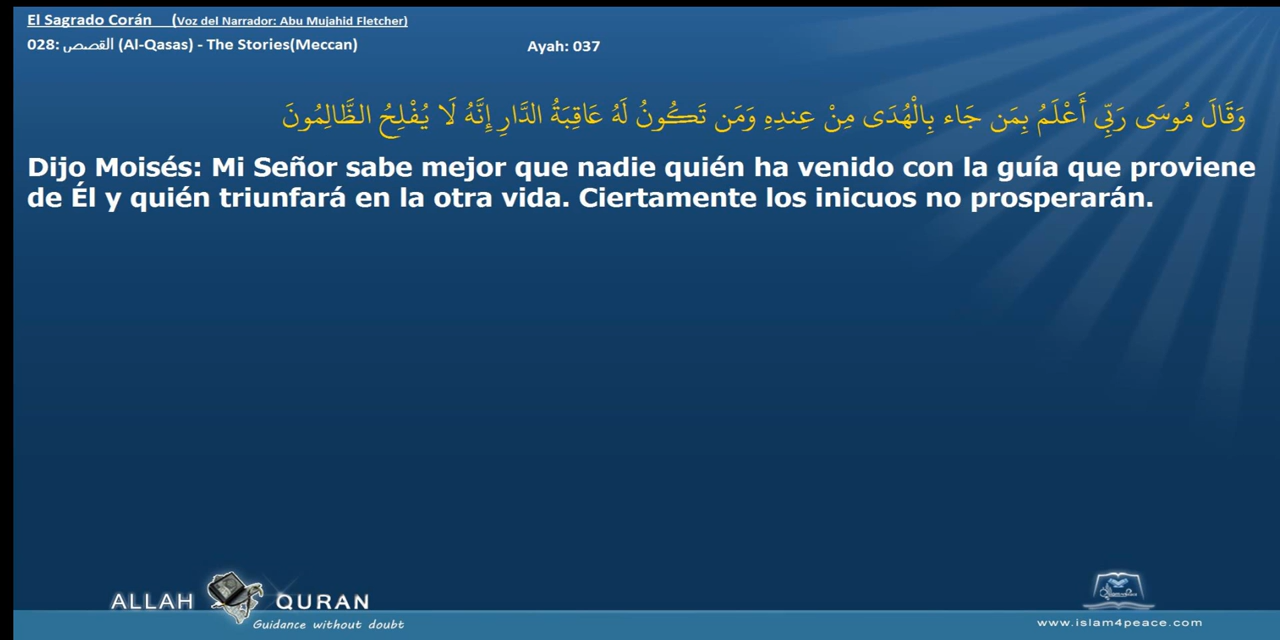 El Sagrado Corán (Voz del Narrador: Abu Mujahid Fletcher)
028: القصص (Al-Qasas) - The Stories(Meccan) Ayah: 037
وَقَالَ مُوسَى رَبِّي أَعْلَمُ بِمَن جَاء بِالْهُدَى مِنْ عِندِهِ وَمَن تَكُونُ لَهُ عَاقِبَةُ الدَّارِ إِنَّهُ لَا يُفْلِحُ الظَّالِمُونَ
Dijo Moisés: Mi Señor sabe mejor que nadie quién ha venido con la guía que proviene
de Él y quién triunfará en la otra vida. Ciertamente los inicuos no prosperarán.
ALLAH QURAN
Guidance without doubt
www.islam4peace.com